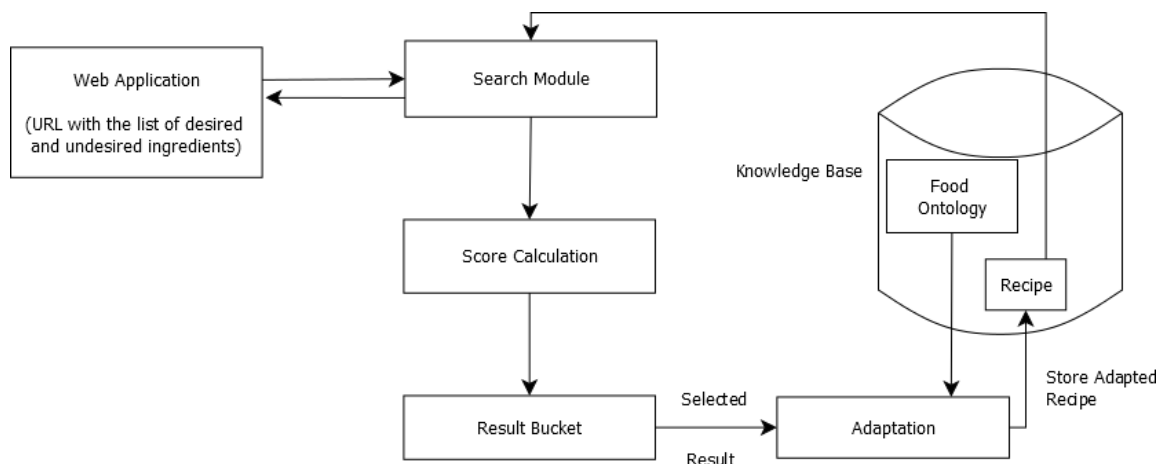 Web Application
(URL with the list of desired
and undesired ingredients)
Search Module
Knowledge Base
Food
Ontology
Score Calculation
Recipe
Store Adapted
Recipe
Result Bucket
Selected
Result
Adaptation